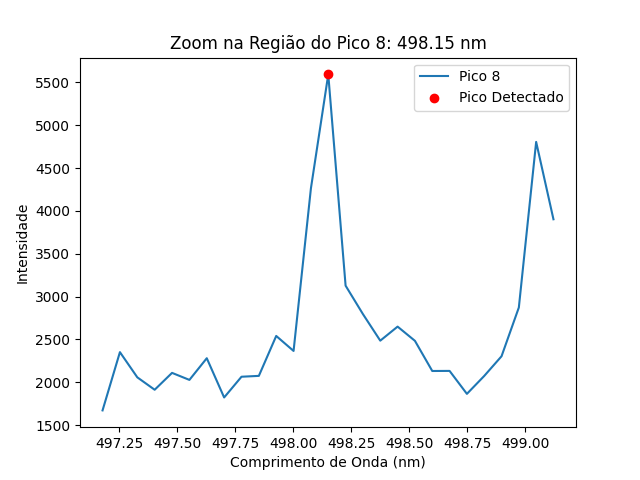 Zoom na Região do Pico 8: 498.15 nm
Pico 8
Pico Detectado
Intensidade
5500
5000
4500
4000
3500
3000
2500
2000
1500
497.25 497.50 497.75 498.00 498.25 498.50 498.75 499.00
Comprimento de Onda (nm)